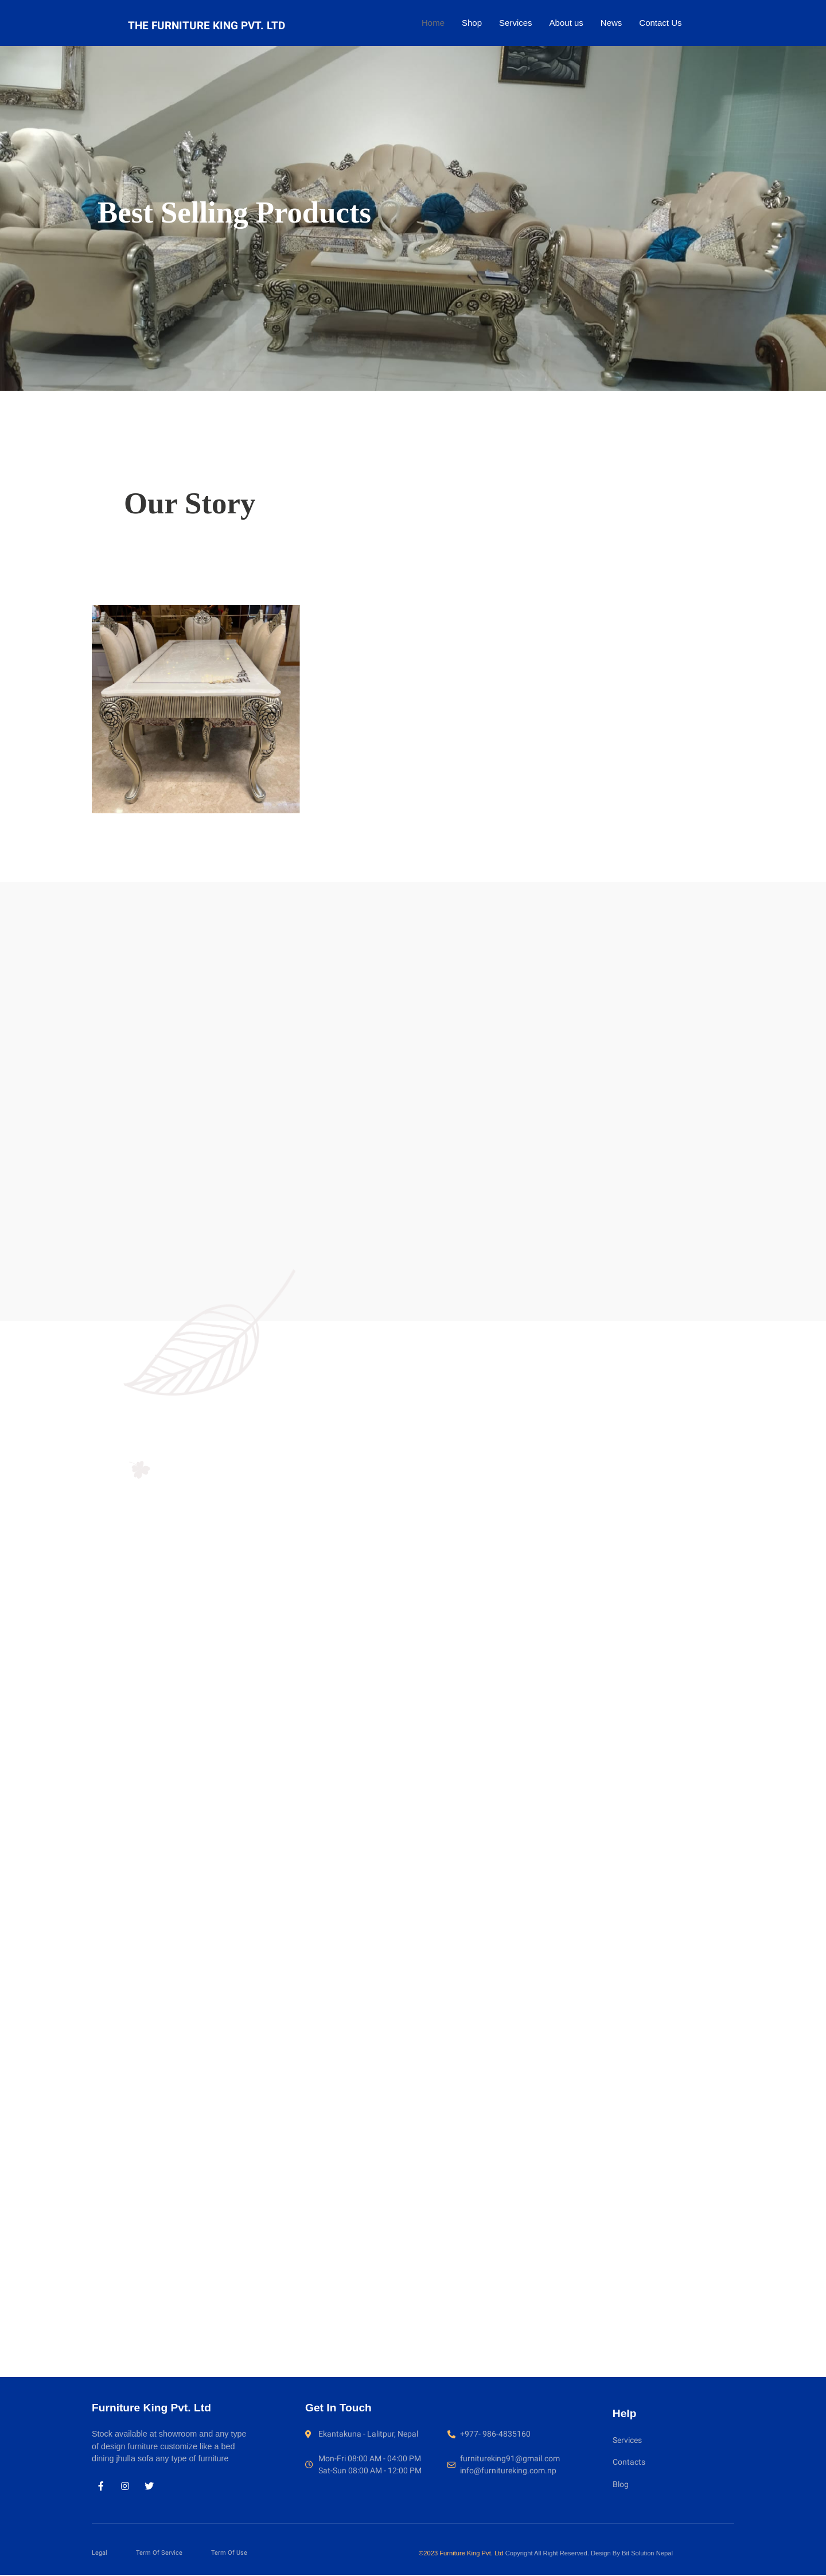 THE FURNITURE KING PVT. LTD
Home Shop Services About us News Contact Us
Best Selling Products
Our Story
Furniture King Pvt. Ltd
Stock available at showroom and any type
of design furniture customize like a bed
dining jhulla sofa any type of furniture
Get In Touch
Ekantakuna - Lalitpur, Nepal
Mon-Fri 08:00 AM - 04:00 PM
Sat-Sun 08:00 AM - 12:00 PM
+977- 986-4835160
furnitureking91@gmail.com
info@furnitureking.com.np
Help
Services
Contacts
Blog
Legal Term Of Service Term Of Use
©2023 Furniture King Pvt. Ltd Copyright All Right Reserved. Design By Bit Solution Nepal